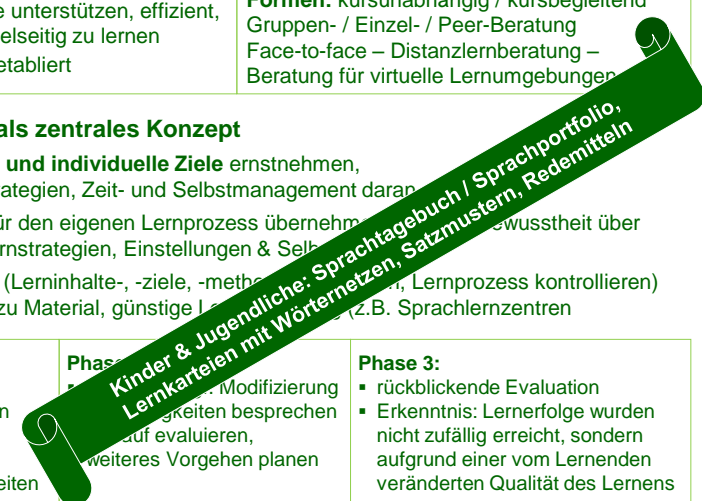 e unterstützen, effizient,
elseitig zu lernen
etabliert
Formen: kursunabhängig / kursbegleitend
Gruppen- / Einzel- / Peer-Beratung
Face-to-face – Distanzlernberatung –
Beratung für virtuelle Lernumgebungen
als zentrales Konzept
und individuelle Ziele ernstnehmen,
rategien, Zeit- und Selbstmanagement daran
ür den eigenen Lernprozess übernehm ewusstheit über
rnstrategien, Einstellungen & Selb
(Lerninhalte-, -ziele, -metho n, Lernprozess kontrollieren)
zu Material, günstige L (z.B. Sprachlernzentren
Kinder & Jugendliche: Sprachtagebuch / Sprachportfolio,
Lernkarteien mit Wörternetzen, Satzmustern, Redemitteln
n
eiten
Phase
Modifizierung
gkeiten besprechen
auf evaluieren,
weiteres Vorgehen planen
Phase 3:
▪ rückblickende Evaluation
▪ Erkenntnis: Lernerfolge wurden
nicht zufällig erreicht, sondern
aufgrund einer vom Lernenden
veränderten Qualität des Lernens